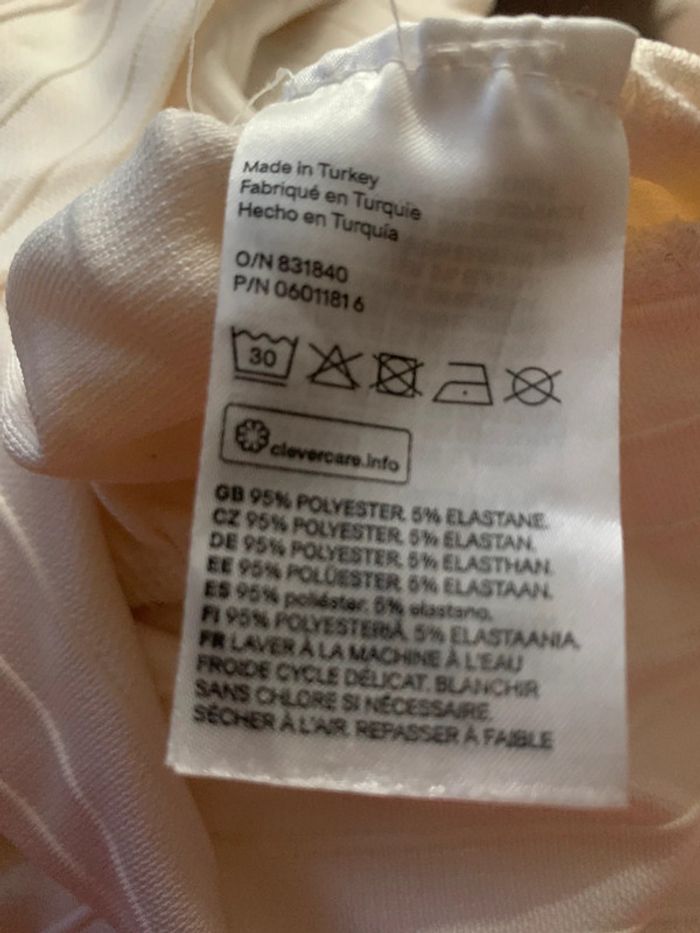 Made in Turkey
Fabriqué en Turquie
Hecho en Turquía
O/N 831840
P/N 06011816
30
clevercare.info
GB 95% POLYESTER. 5% ELASTANE.
CZ 95% POLYESTER. 5% ELASTAN.
DE 95% POLYESTER. 5% ELASTHAN.
EE 95% POLÜESTER. 5% ELASTAAN.
ES 95% poliéster. 5% elastano.
FI 95% POLYESTERIÄ. 5% ELASTAANIA.
FR LAVER À LA MACHINE À L'EAU
FROIDE CYCLE DÉLICAT. BLANCHIR
SANS CHLORE SI NÉCESSAIRE.
SÉCHER À L'AIR. REPASSER À FAIBLE